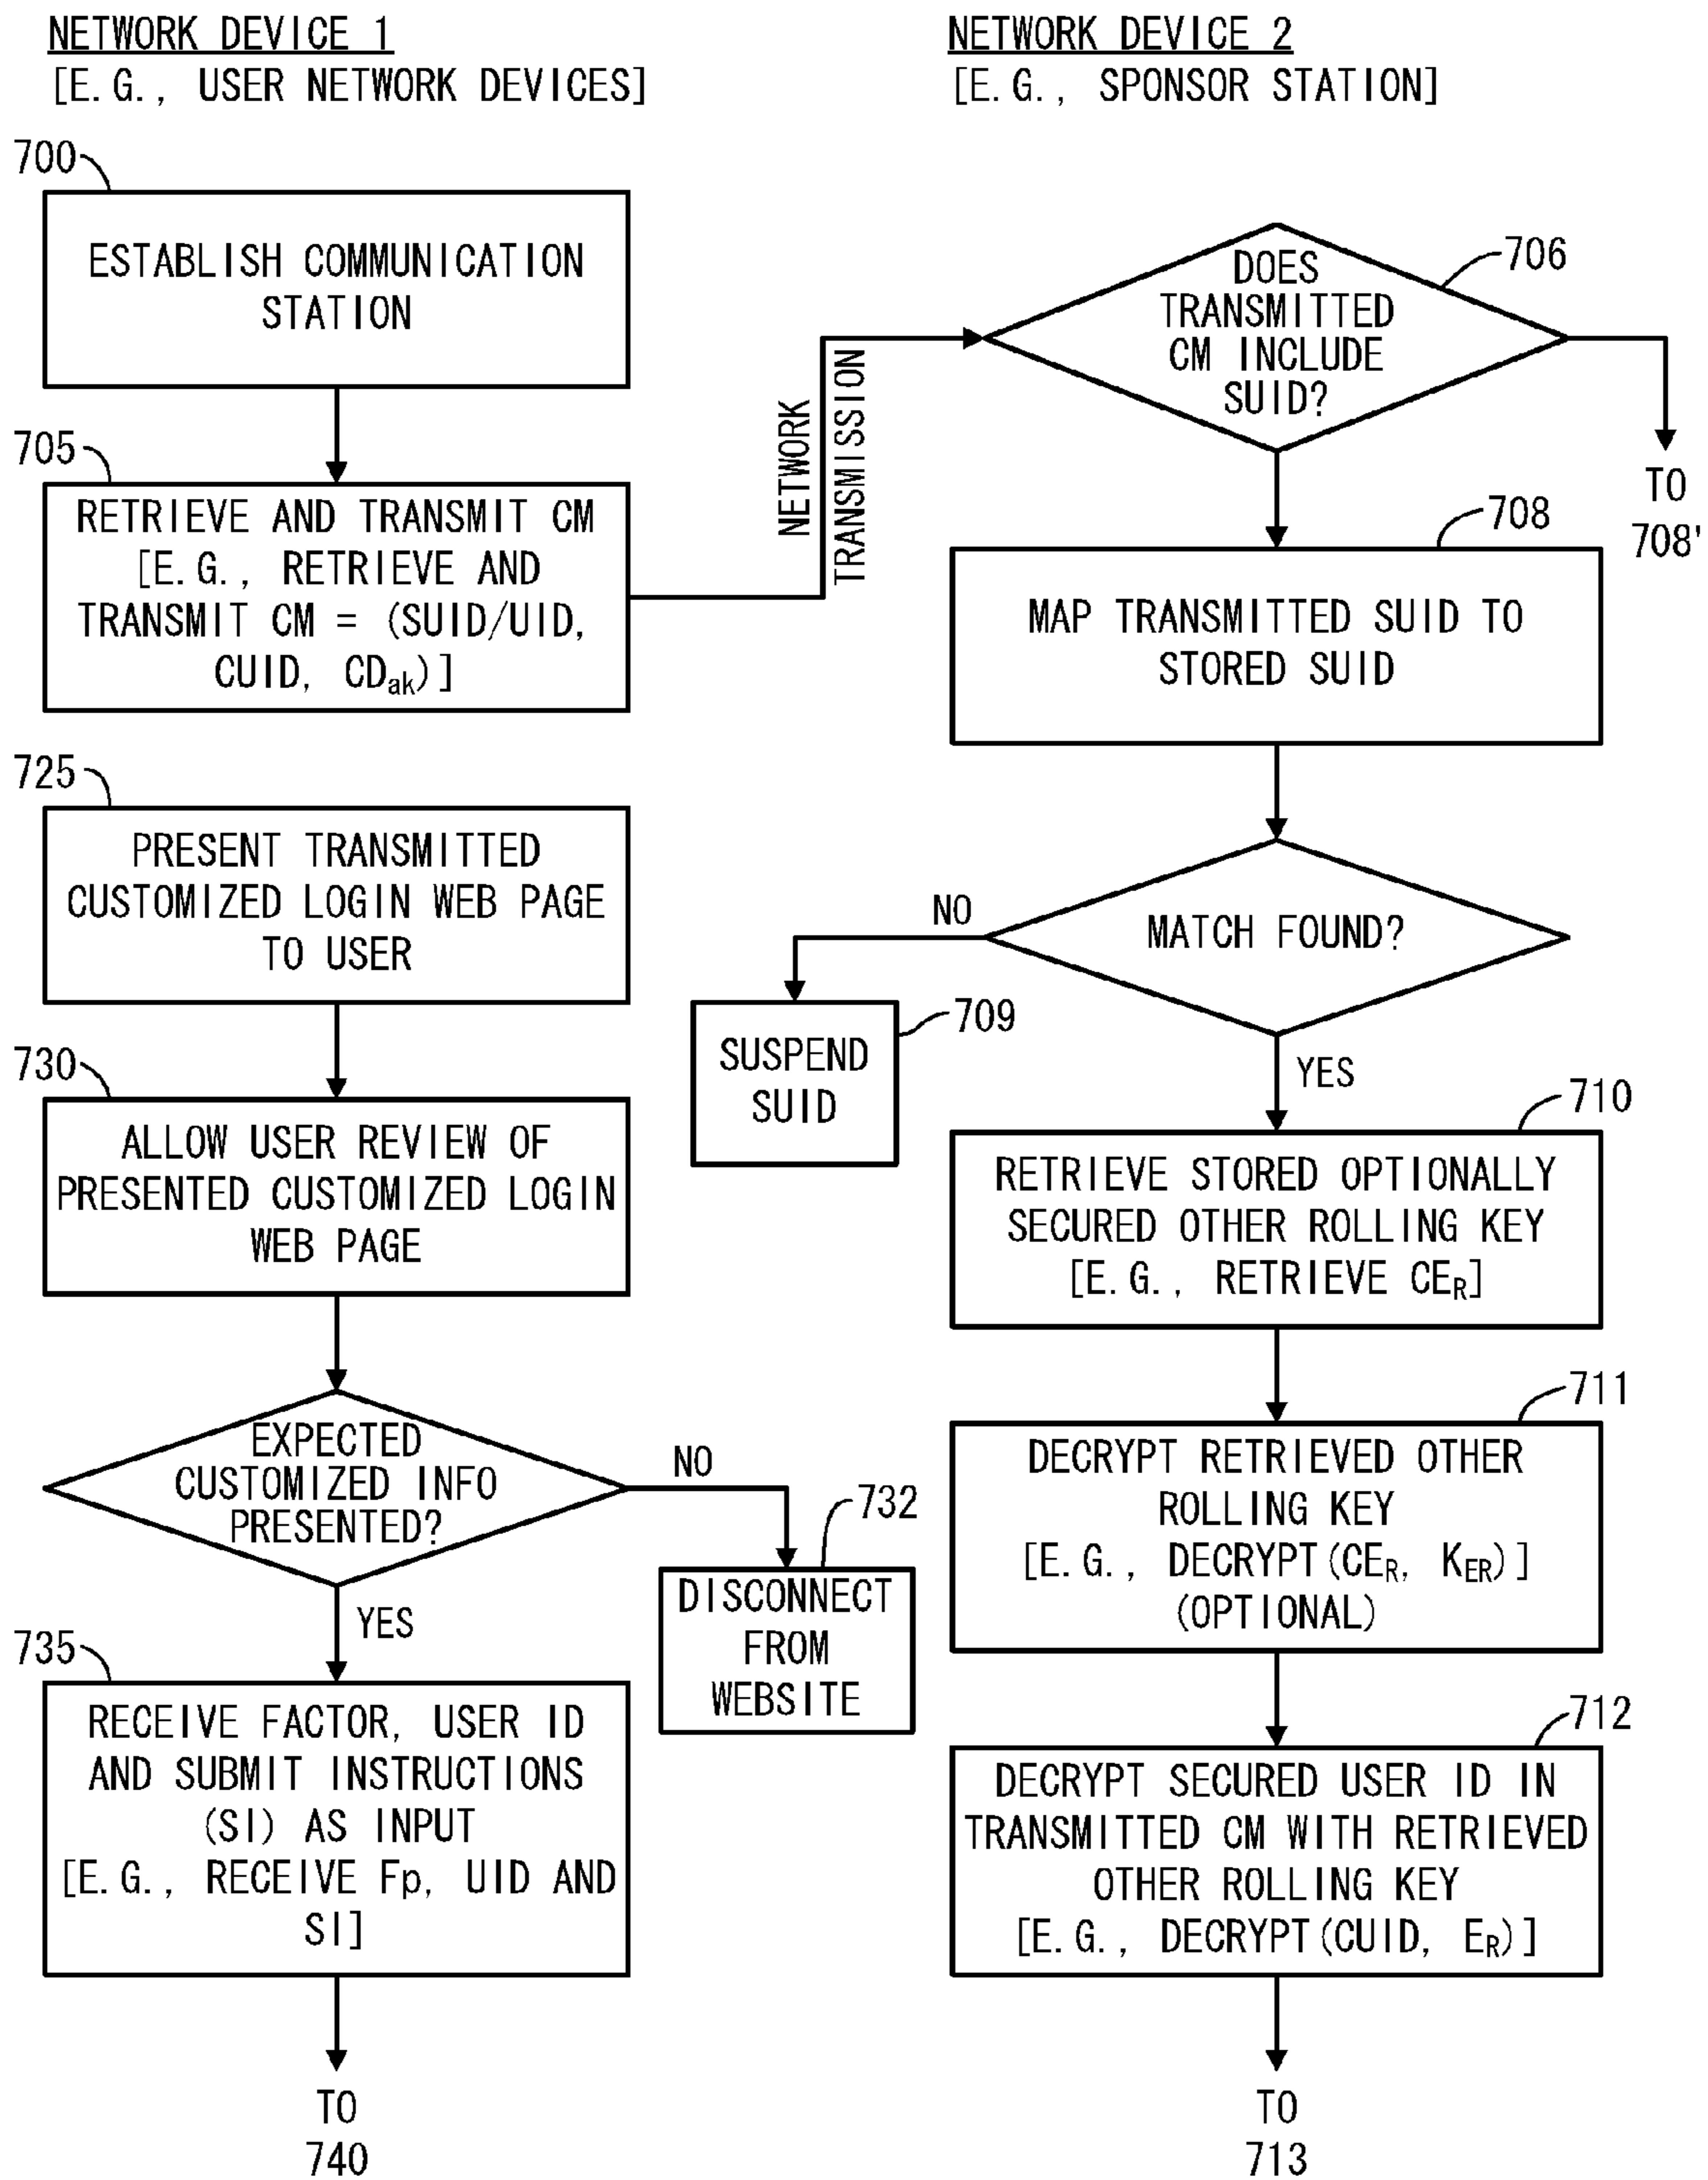 NETWORK DEVICE 1
[E.G., USER NETWORK DEVICES]
700
ESTABLISH COMMUNICATION
STATION
705
RETRIEVE AND TRANSMIT CM
[E.G., RETRIEVE AND
TRANSMIT CM = (SUID/UID,
CUID, CDak)]
725
PRESENT TRANSMITTED
CUSTOMIZED LOGIN WEB PAGE
TO USER
730
ALLOW USER REVIEW OF
PRESENTED CUSTOMIZED LOGIN
WEB PAGE
EXPECTED
CUSTOMIZED INFO
PRESENTED?
NO
732
DISCONNECT
FROM
WEBSITE
YES
735
RECEIVE FACTOR, USER ID
AND SUBMIT INSTRUCTIONS
(SI) AS INPUT
[E.G., RECEIVE Fp, UID AND
SI]
TO
740
NETWORK
TRANSMISSION
NETWORK DEVICE 2
[E.G., SPONSOR STATION]
706
DOES
TRANSMITTED
CM INCLUDE
SUID?
TO
708'
708
MAP TRANSMITTED SUID TO
STORED SUID
MATCH FOUND?
NO
709
SUSPEND
SUID
YES
710
RETRIEVE STORED OPTIONALLY
SECURED OTHER ROLLING KEY
[E.G., RETRIEVE CER]
711
DECRYPT RETRIEVED OTHER
ROLLING KEY
[E.G., DECRYPT(CER, KER)]
(OPTIONAL)
712
DECRYPT SECURED USER ID IN
TRANSMITTED CM WITH RETRIEVED
OTHER ROLLING KEY
[E.G., DECRYPT(CUID, ER)]
TO
713